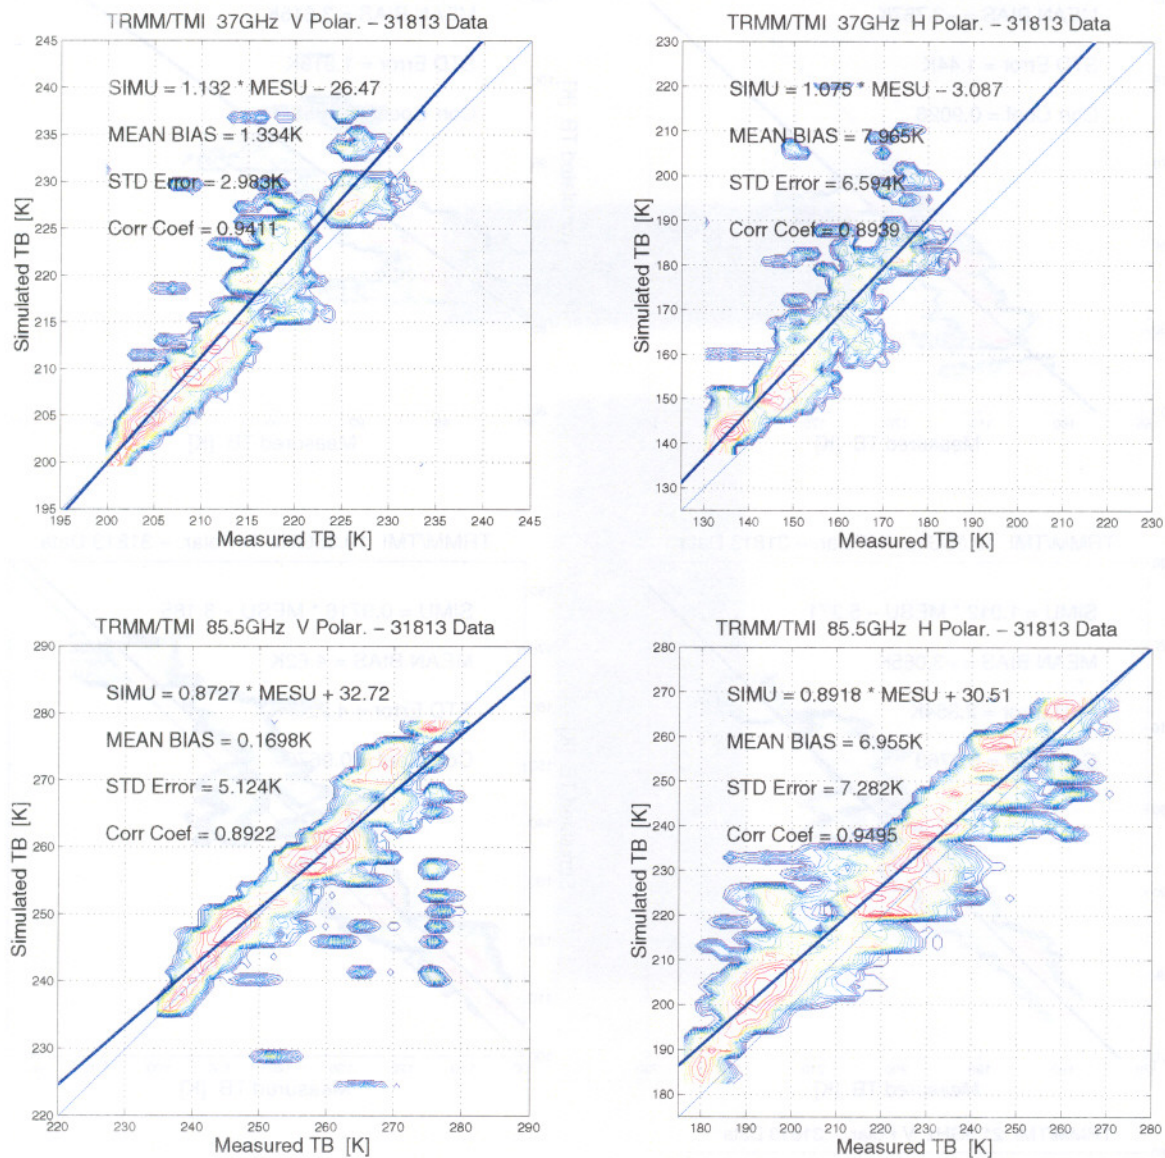 TRMM/TMI 37GHz V Polar. – 31813 Data
SIMU = 1.132 * MESU – 26.47
MEAN BIAS = 1.334K
STD Error = 2.983K
Corr Coef = 0.9411
Simulated TB [K]
245
240
235
230
225
220
215
210
205
200
195
195 200 205 210 215 220 225 230 235 240 245
Measured TB [K]
TRMM/TMI 37GHz H Polar. – 31813 Data
SIMU = 1.075 * MESU – 3.087
MEAN BIAS = 7.965K
STD Error = 6.594K
Corr Coef = 0.8939
Simulated TB [K]
230
220
210
200
190
180
170
160
150
140
130
130 140 150 160 170 180 190 200 210 220 230
Measured TB [K]
TRMM/TMI 85.5GHz V Polar. – 31813 Data
SIMU = 0.8727 * MESU + 32.72
MEAN BIAS = 0.1698K
STD Error = 5.124K
Corr Coef = 0.8922
Simulated TB [K]
290
280
270
260
250
240
230
220
220 230 240 250 260 270 280 290
Measured TB [K]
TRMM/TMI 85.5GHz H Polar. – 31813 Data
SIMU = 0.8918 * MESU + 30.51
MEAN BIAS = 6.955K
STD Error = 7.282K
Corr Coef = 0.9495
Simulated TB [K]
280
270
260
250
240
230
220
210
200
190
180
180 190 200 210 220 230 240 250 260 270 280
Measured TB [K]